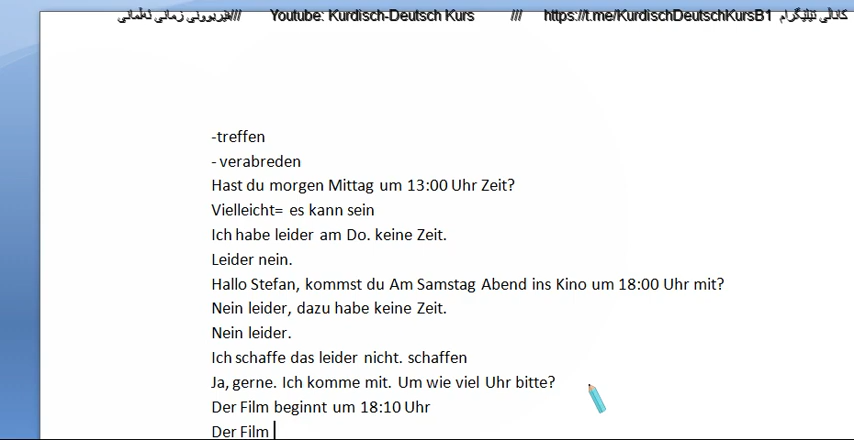 کاناڵی تێلێگرام https://t.me/KurdischDeutschKursB1 /// Youtube: Kurdisch-Deutsch Kurs ///فێربوونی زمانی ئەڵمانی
-treffen
- verabreden
Hast du morgen Mittag um 13:00 Uhr Zeit?
Vielleicht= es kann sein
Ich habe leider am Do. keine Zeit.
Leider nein.
Hallo Stefan, kommst du Am Samstag Abend ins Kino um 18:00 Uhr mit?
Nein leider, dazu habe keine Zeit.
Nein leider.
Ich schaffe das leider nicht. schaffen
Ja, gerne. Ich komme mit. Um wie viel Uhr bitte?
Der Film beginnt um 18:10 Uhr
Der Film